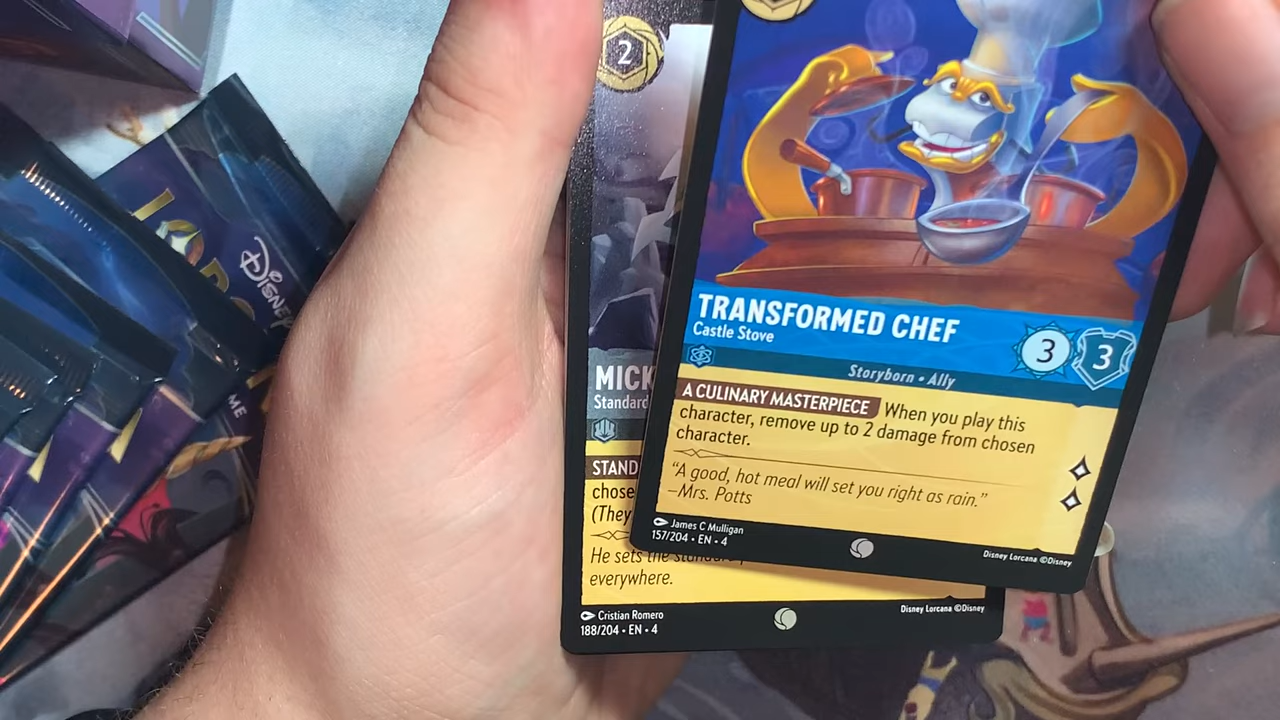 2
TRANSFORMED CHEF
Castle Stove
3 3
Storyborn • Ally
A CULINARY MASTERPIECE When you play this
character, remove up to 2 damage from chosen
character.
"A good, hot meal will set you right as rain."
–Mrs. Potts
James C Mulligan
157/204 • EN • 4
Disney Lorcana ©Disney
MICK
Standard
STAND
chose
(They
He sets the
everywhere.
Cristian Romero
188/204 • EN • 4
Disney Lorcana ©Disney
Disney